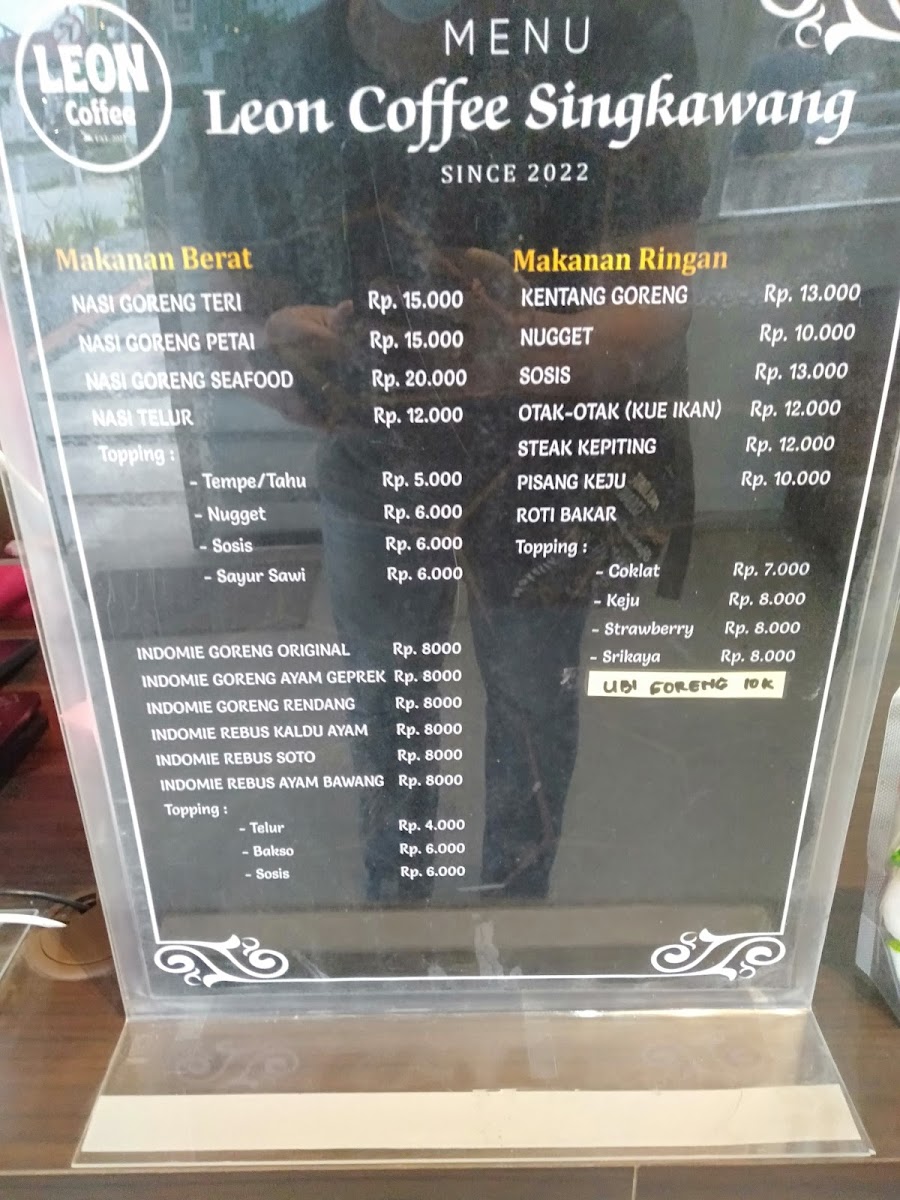 LEON
Coffee
MENU
Leon Coffee Singkawang
SINCE 2022
Makanan Berat
NASI GORENG TERI Rp. 15.000
NASI GORENG PETAI Rp. 15.000
NASI GORENG SEAFOOD Rp. 20.000
NASI TELUR Rp. 12.000
Topping :
- Tempe/Tahu Rp. 5.000
- Nugget Rp. 6.000
- Sosis Rp. 6.000
- Sayur Sawi Rp. 6.000
INDOMIE GORENG ORIGINAL Rp. 8000
INDOMIE GORENG AYAM GEPREK Rp. 8000
INDOMIE GORENG RENDANG Rp. 8000
INDOMIE REBUS KALDU AYAM Rp. 8000
INDOMIE REBUS SOTO Rp. 8000
INDOMIE REBUS AYAM BAWANG Rp. 8000
Topping :
- Telur Rp. 4.000
- Bakso Rp. 6.000
- Sosis Rp. 6.000
Makanan Ringan
KENTANG GORENG Rp. 13.000
NUGGET Rp. 10.000
SOSIS Rp. 13.000
OTAK-OTAK (KUE IKAN) Rp. 12.000
STEAK KEPITING Rp. 12.000
PISANG KEJU Rp. 10.000
ROTI BAKAR
Topping :
- Coklat Rp. 7.000
- Keju Rp. 8.000
- Strawberry Rp. 8.000
- Srikaya Rp. 8.000
UBI GORENG 10K